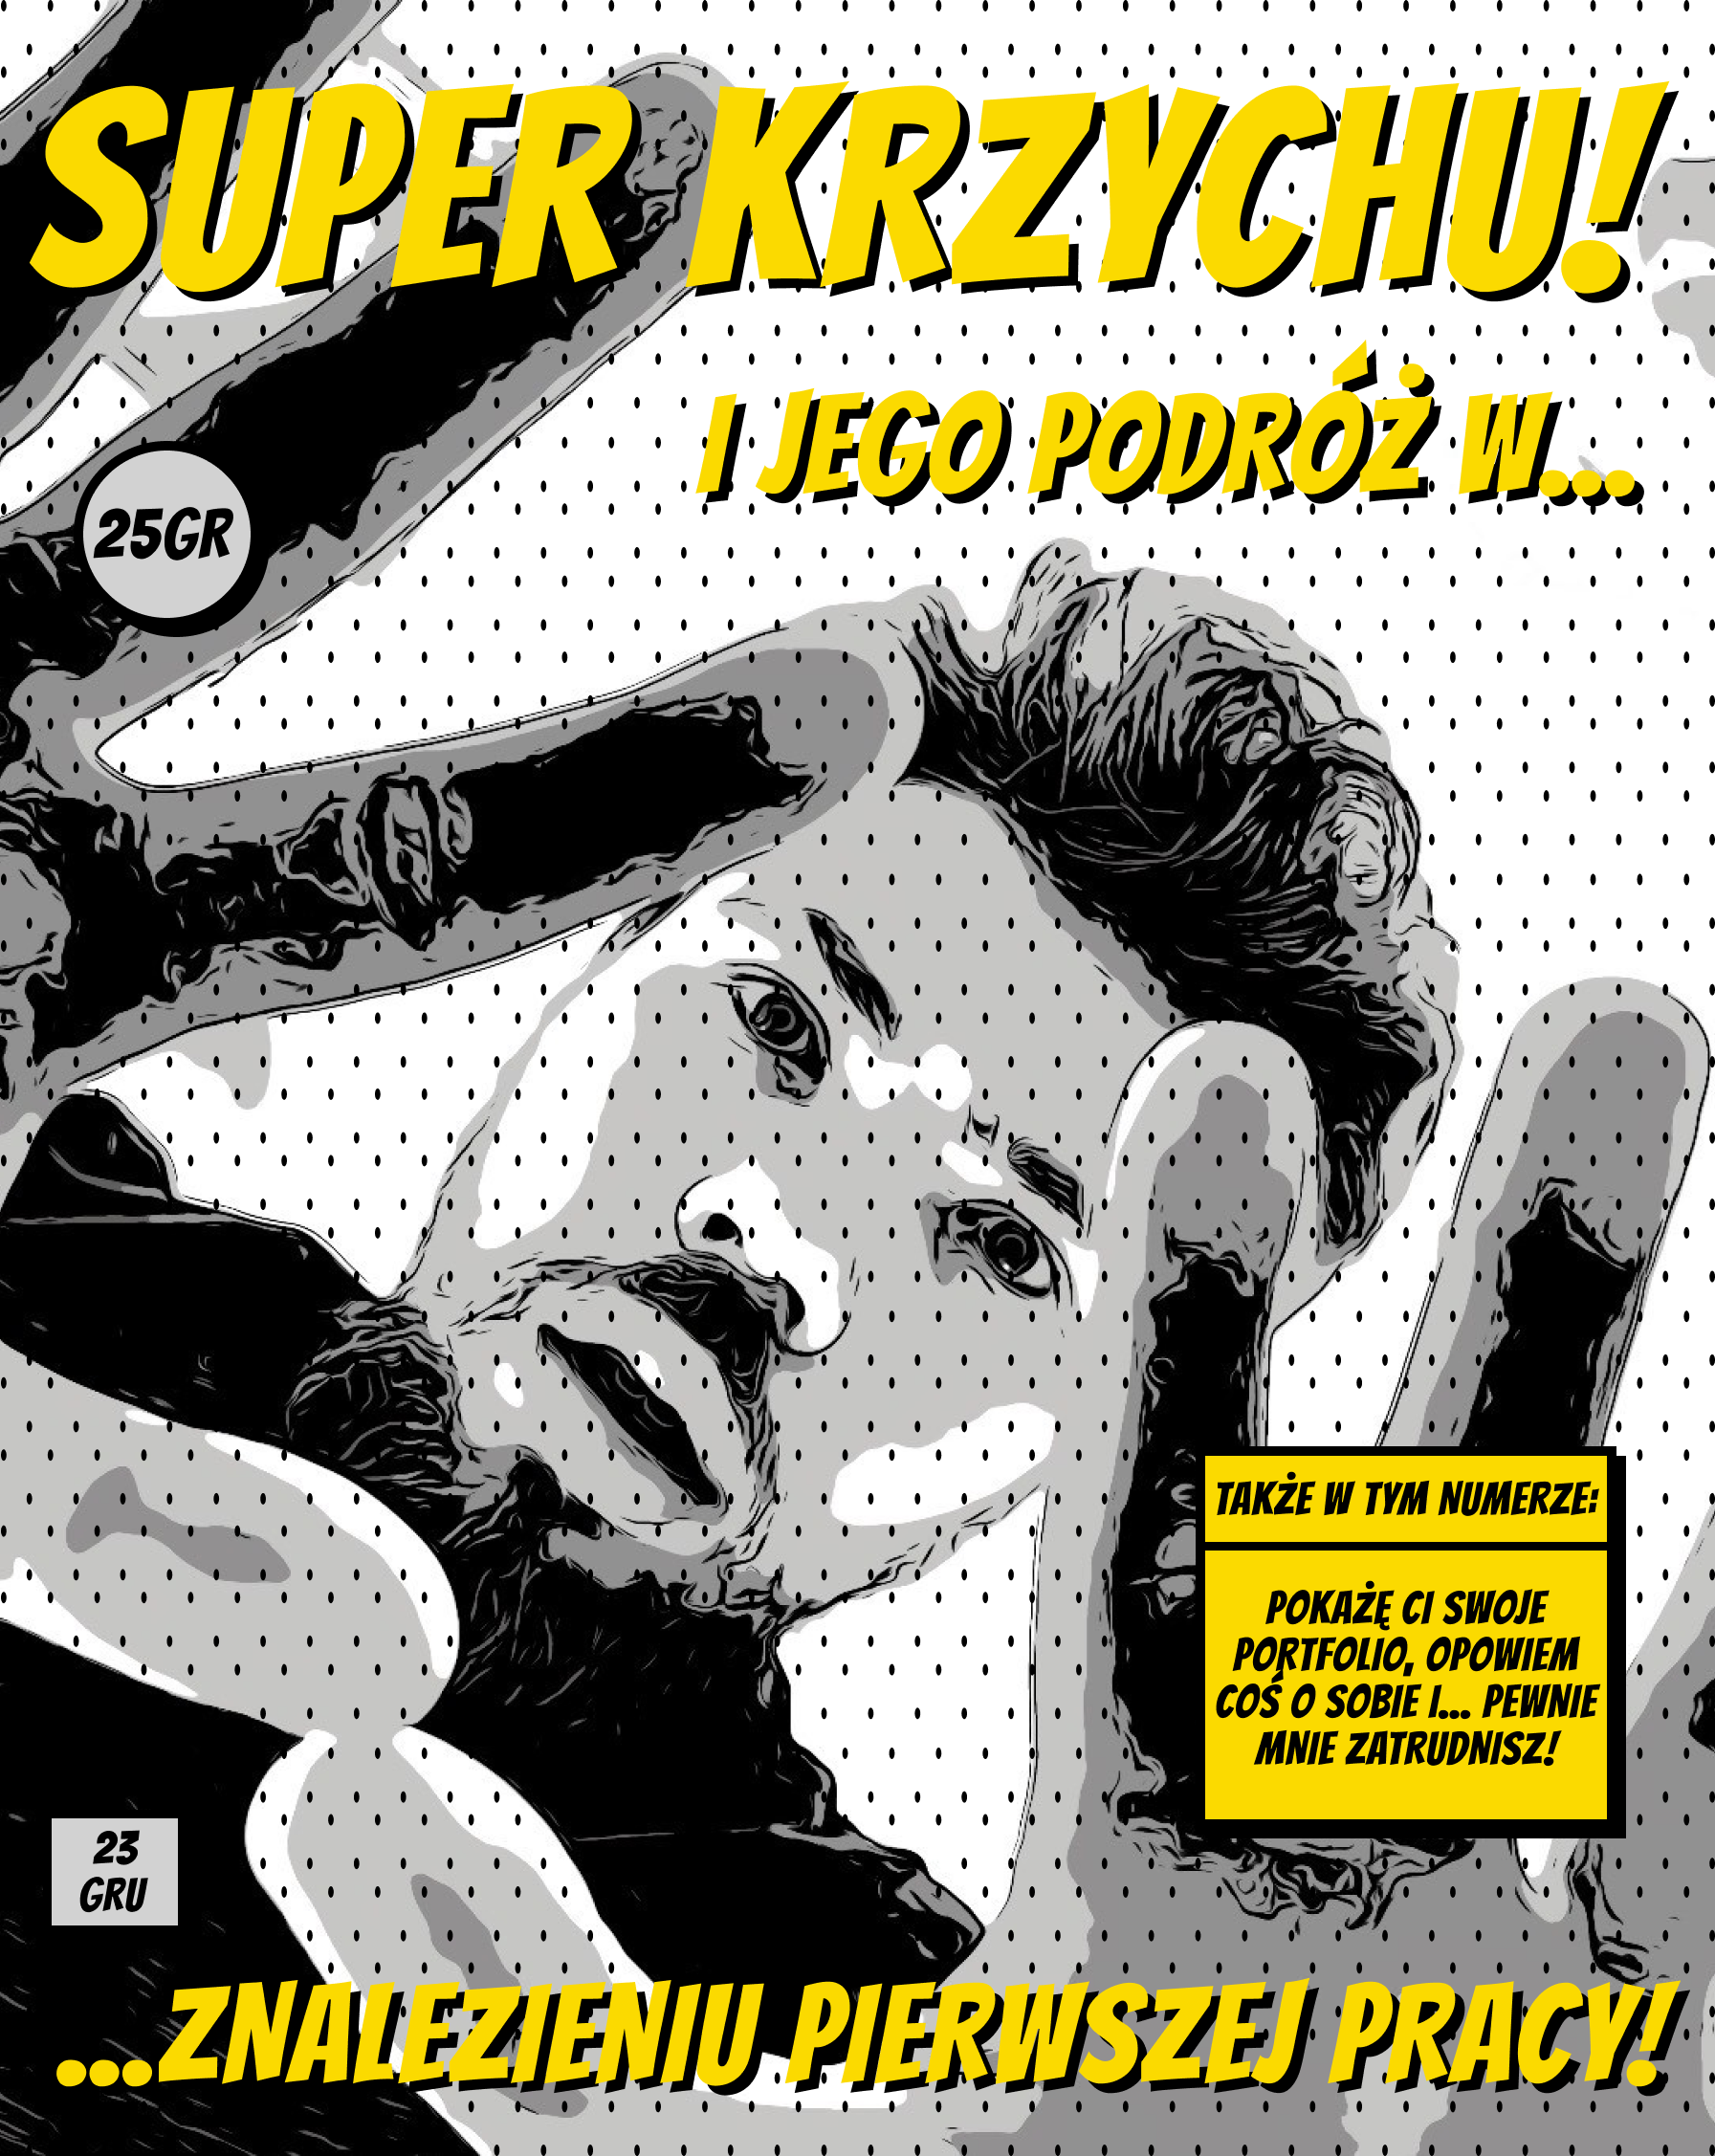 SUPER KRZYCHU!
I JEGO PODRÓŻ W...
25GR
TAKŻE W TYM NUMERZE:
POKAŻĘ CI SWOJE
PORTFOLIO, OPOWIEM
COŚ O SOBIE I... PEWNIE
MNIE ZATRUDNISZ!
23
GRU
...ZNALEZIENIU PIERWSZEJ PRACY!